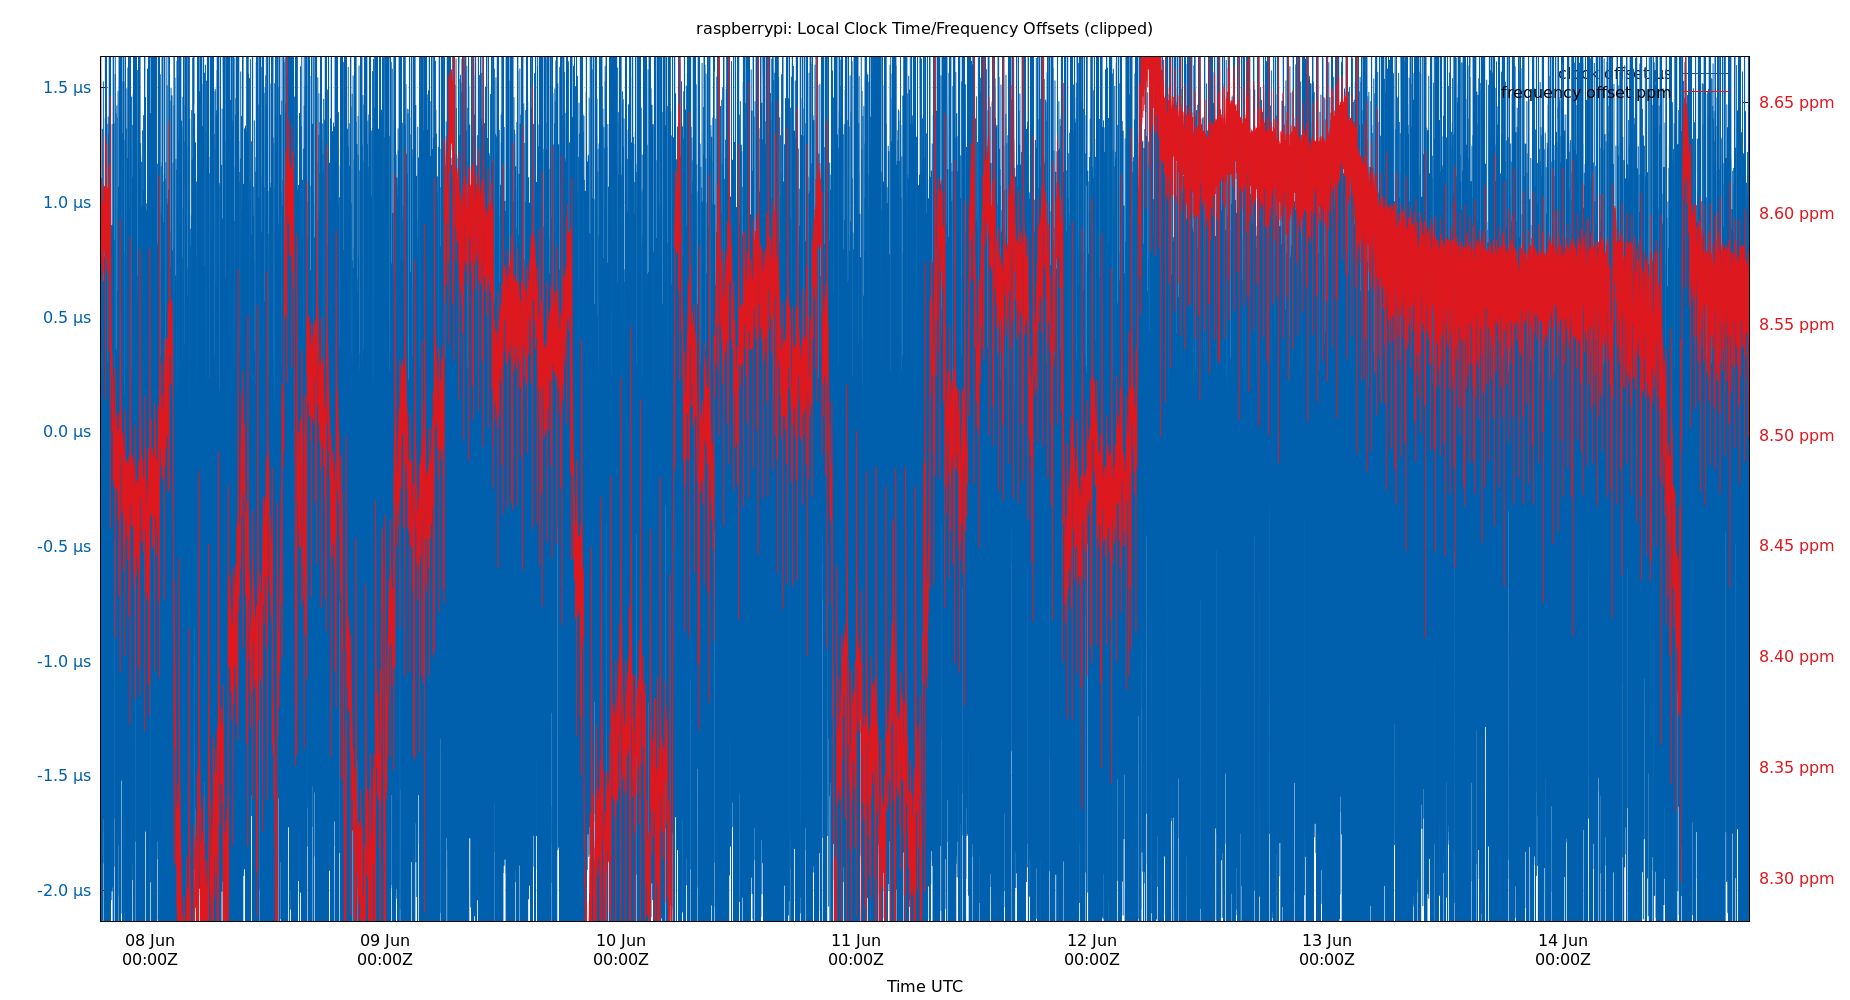 raspberrypi: Local Clock Time/Frequency Offsets (clipped)
clock offset µs
frequency offset ppm
1.5 µs
1.0 µs
0.5 µs
0.0 µs
-0.5 µs
-1.0 µs
-1.5 µs
-2.0 µs
8.65 ppm
8.60 ppm
8.55 ppm
8.50 ppm
8.45 ppm
8.40 ppm
8.35 ppm
8.30 ppm
08 Jun
00:00Z
09 Jun
00:00Z
10 Jun
00:00Z
11 Jun
00:00Z
12 Jun
00:00Z
13 Jun
00:00Z
14 Jun
00:00Z
Time UTC